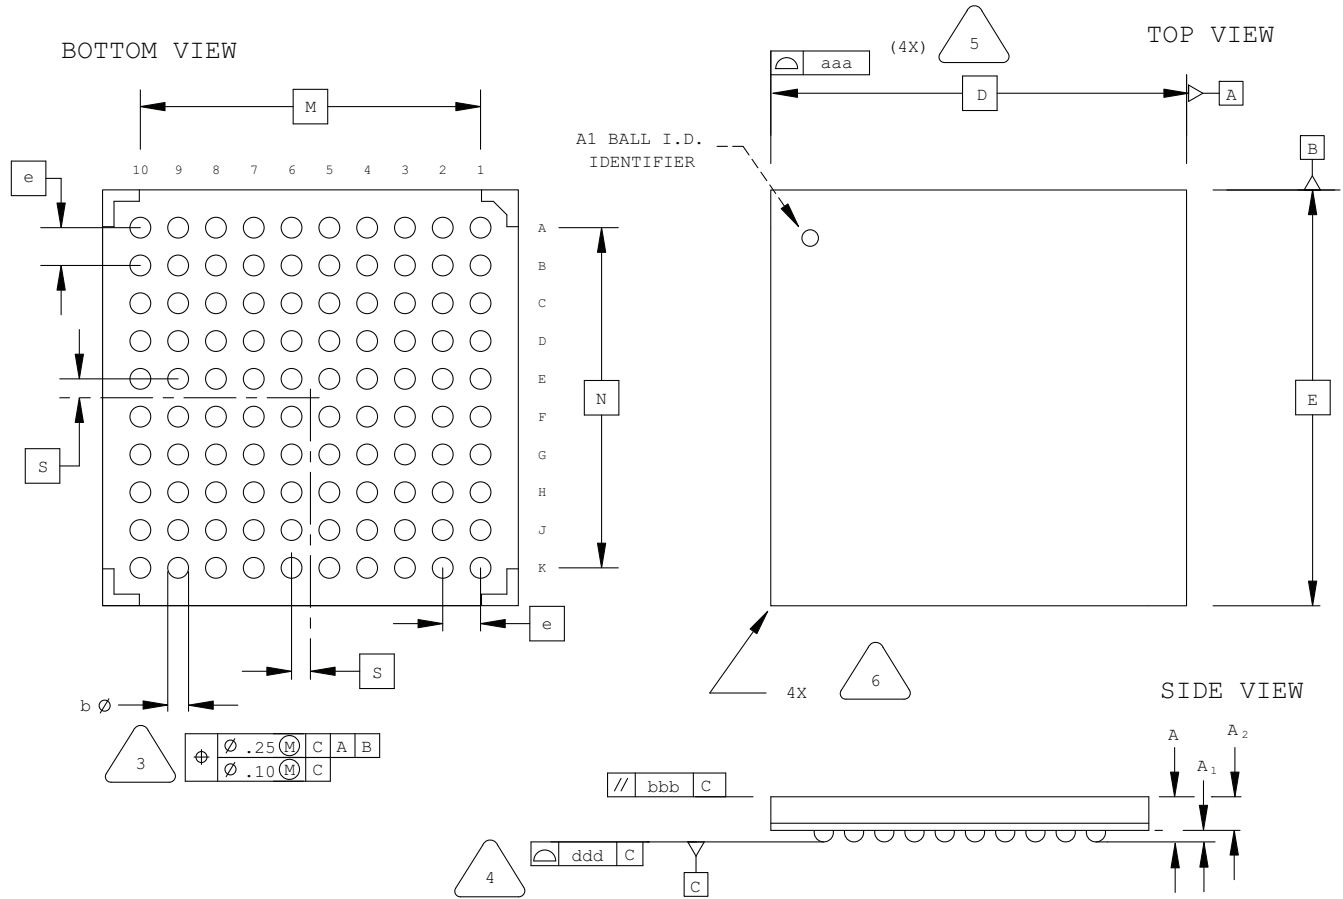 BOTTOM VIEW
TOP VIEW
(4X)
5
aaa
M
D
A
A1 BALL I.D.
IDENTIFIER
B
10 9 8 7 6 5 4 3 2 1
e
A
B
C
D
E
F
G
H
J
K
N
E
S
e
S
4X
6
b Ø
3
Ø .25 Ⓜ C A B
Ø .10 Ⓜ C
SIDE VIEW
A
A1
A2
// bbb C
ddd C
4
C